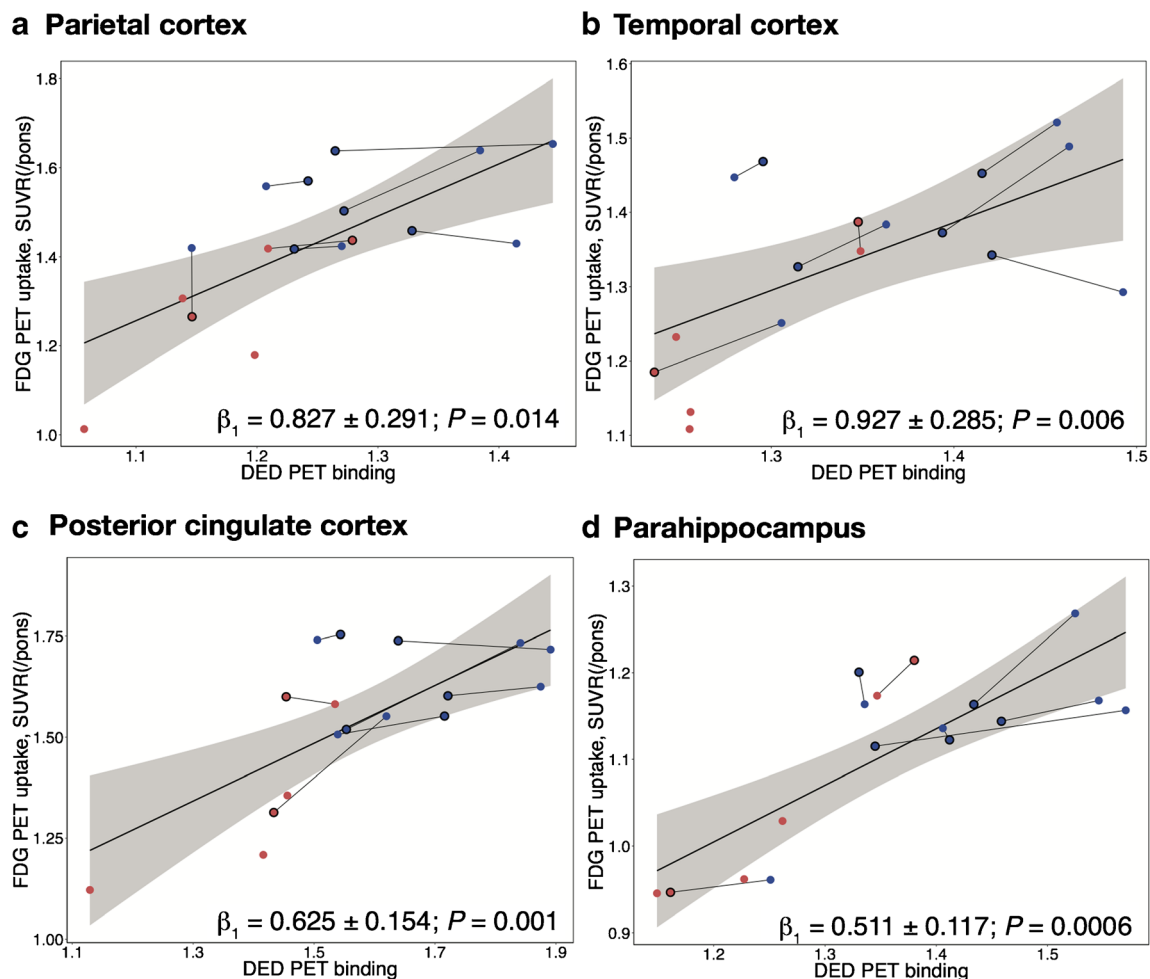 a Parietal cortex
FDG PET uptake, SUVR(/pons)
1.8
1.6
1.4
1.2
1.0
β1 = 0.827 ± 0.291; P = 0.014
1.1 1.2 1.3 1.4
DED PET binding
b Temporal cortex
FDG PET uptake, SUVR(/pons)
1.6
1.5
1.4
1.3
1.2
1.1
β1 = 0.927 ± 0.285; P = 0.006
1.3 1.4 1.5
DED PET binding
c Posterior cingulate cortex
FDG PET uptake, SUVR(/pons)
1.75
1.50
1.25
1.00
β1 = 0.625 ± 0.154; P = 0.001
1.1 1.3 1.5 1.7 1.9
DED PET binding
d Parahippocampus
FDG PET uptake, SUVR(/pons)
1.3
1.2
1.1
1.0
0.9
β1 = 0.511 ± 0.117; P = 0.0006
1.2 1.3 1.4 1.5
DED PET binding